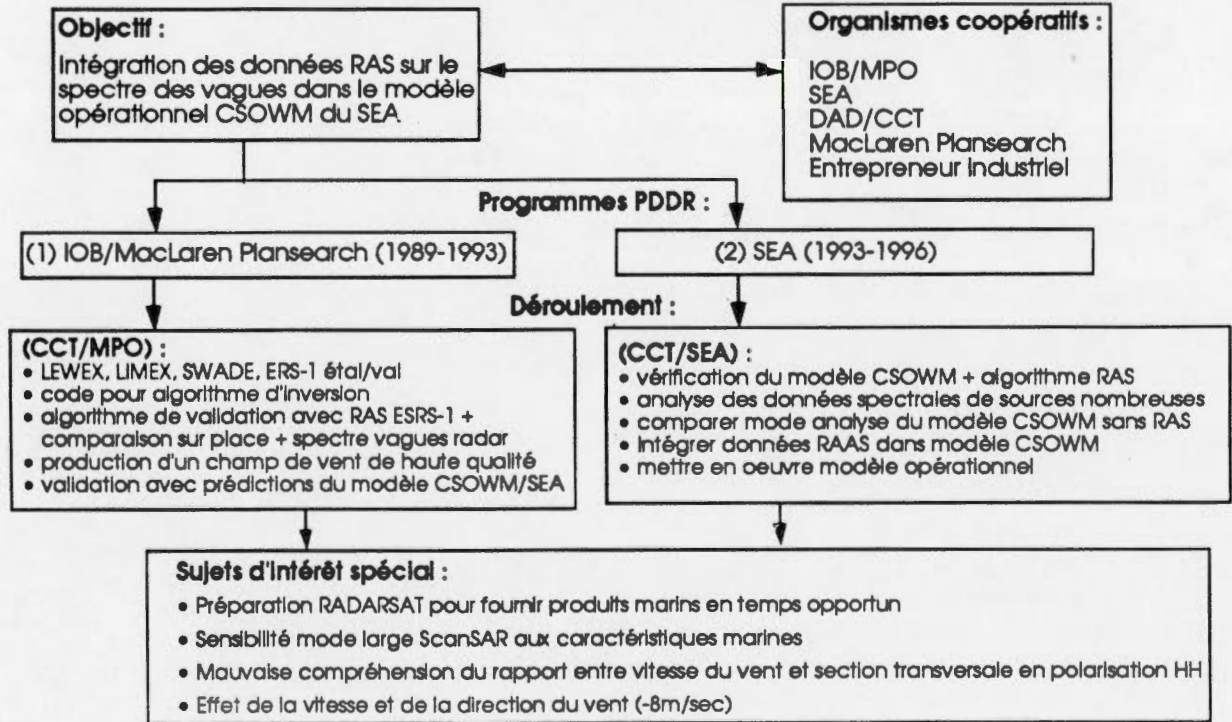 Objectif :
Intégration des données RAS sur le
spectre des vagues dans le modèle
opérationnel CSOWM du SEA
Organismes coopératifs :
IOB/MPO
SEA
DAD/CCT
MacLaren Plansearch
Entrepreneur industriel
Programmes PDDR :
(1) IOB/MacLaren Plansearch (1989-1993)
(2) SEA (1993-1996)
Déroulement :
(CCT/MPO) :
• LEWEX, LIMEX, SWADE, ERS-1 étal/val
• code pour algorithme d'inversion
• algorithme de validation avec RAS ESRS-1 +
comparaison sur place + spectre vagues radar
• production d'un champ de vent de haute qualité
• validation avec prédictions du modèle CSOWM/SEA
(CCT/SEA) :
• vérification du modèle CSOWM + algorithme RAS
• analyse des données spectrales de sources nombreuses
• comparer mode analyse du modèle CSOWM sans RAS
• intégrer données RAAS dans modèle CSOWM
• mettre en oeuvre modèle opérationnel
Sujets d'intérêt spécial :
• Préparation RADARSAT pour fournir produits marins en temps opportun
• Sensibilité mode large ScanSAR aux caractéristiques marines
• Mauvaise compréhension du rapport entre vitesse du vent et section transversale en polarisation HH
• Effet de la vitesse et de la direction du vent (-8m/sec)